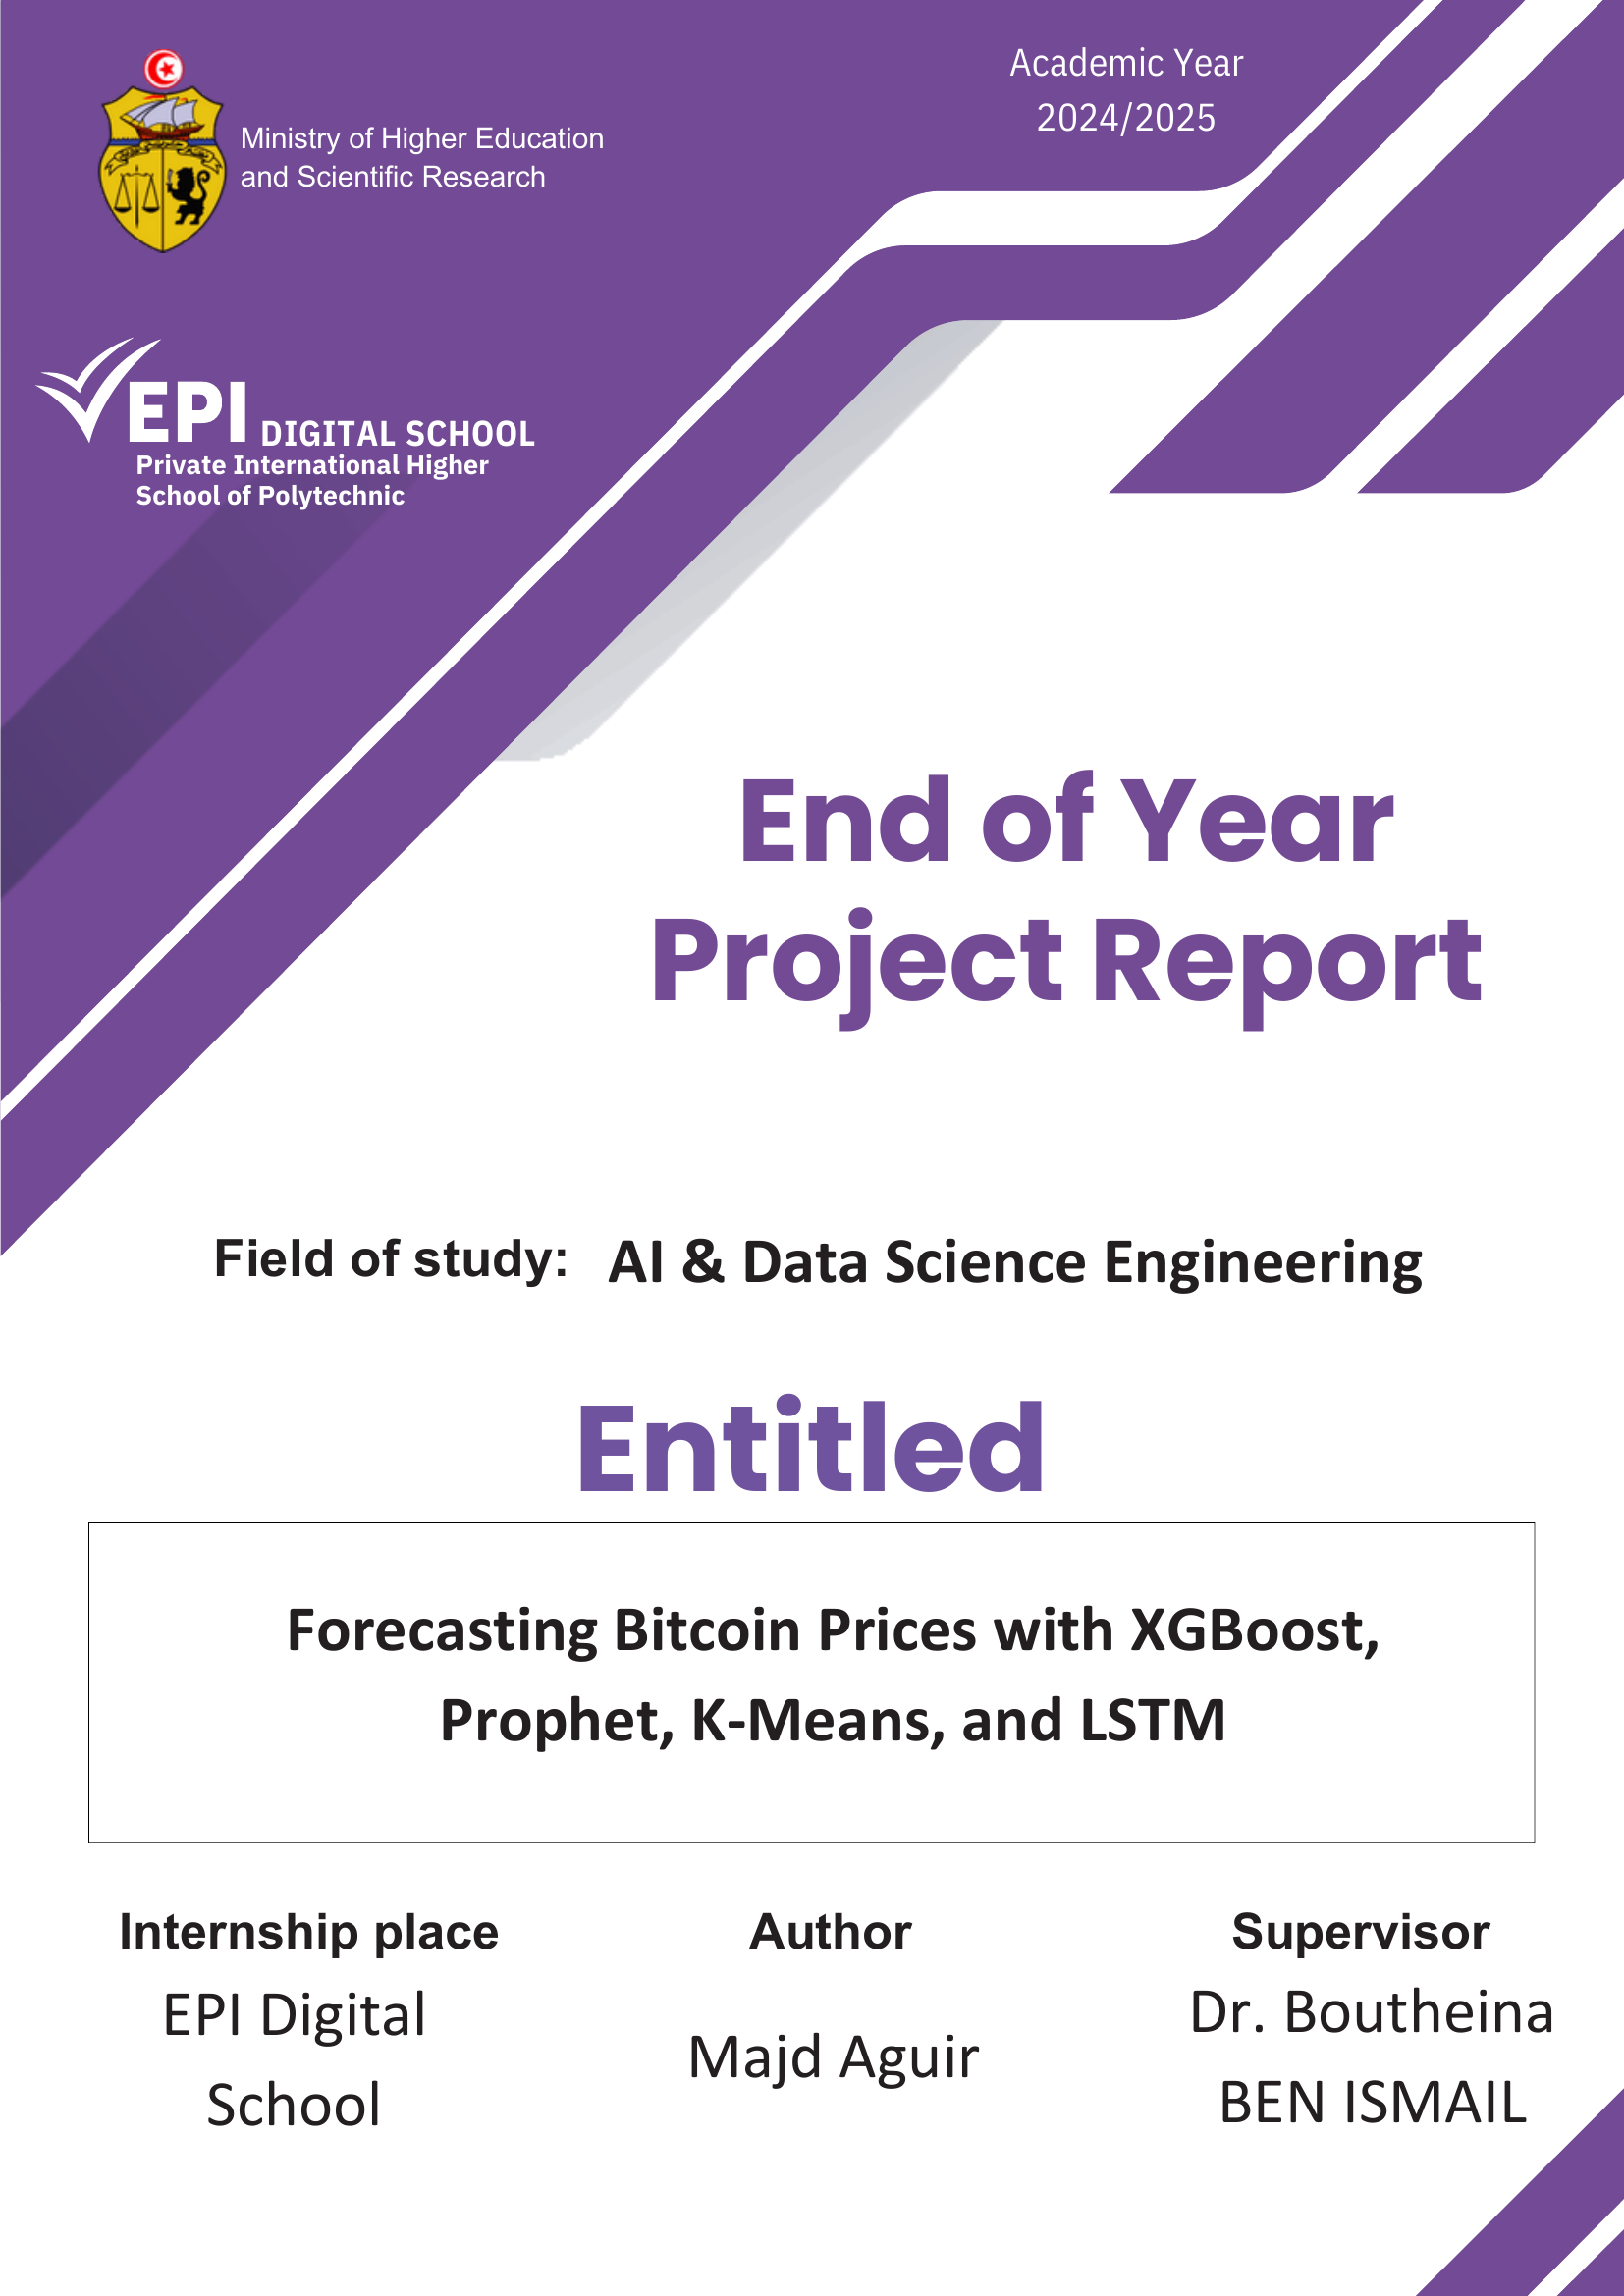 Academic Year
2024/2025
Ministry of Higher Education
and Scientific Research
EPI DIGITAL SCHOOL
Private International Higher
School of Polytechnic
End of Year
Project Report
Field of study: AI & Data Science Engineering
Entitled
Forecasting Bitcoin Prices with XGBoost,
Prophet, K-Means, and LSTM
Internship place
EPI Digital
School
Author
Majd Aguir
Supervisor
Dr. Boutheina
BEN ISMAIL